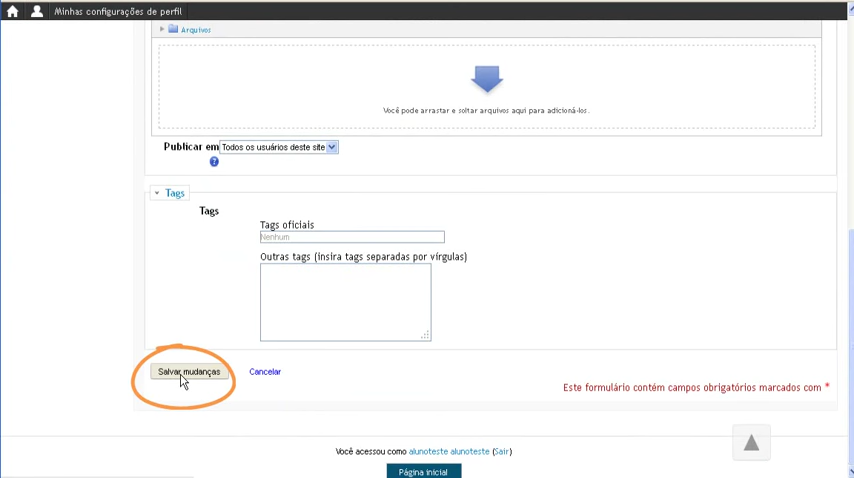 Minhas configurações de perfil
Arquivos
Você pode arrastar e soltar arquivos aqui para adicioná-los.
Publicar em Todos os usuários deste site
?
Tags
Tags
Tags oficiais
Nenhum
Outras tags (insira tags separadas por vírgulas)
Salvar mudanças Cancelar
Este formulário contém campos obrigatórios marcados com *
Você acessou como alunoteste alunoteste (Sair)
Página inicial